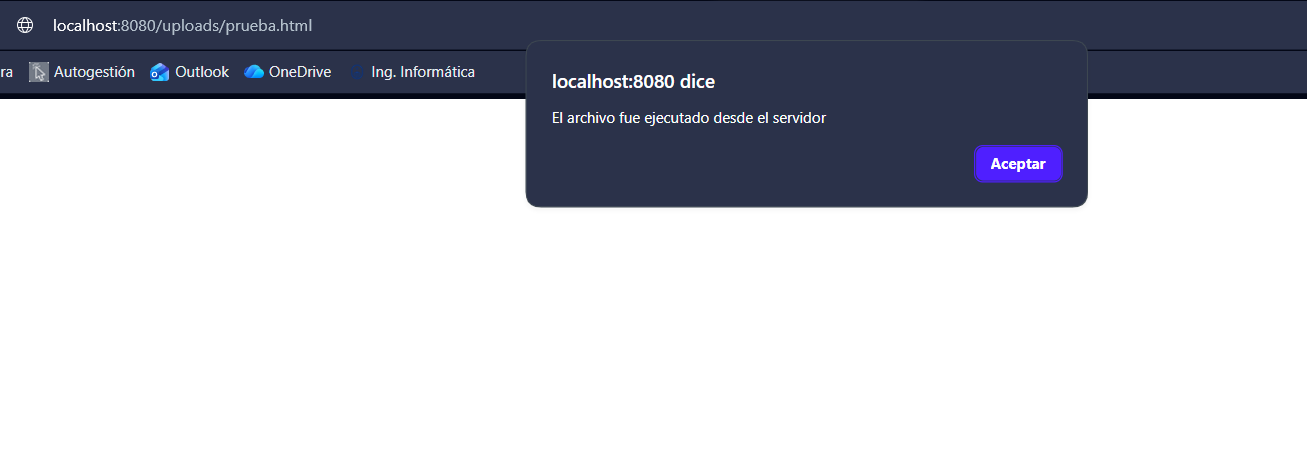 localhost:8080/uploads/prueba.html
ra Autogestión Outlook OneDrive Ing. Informática
localhost:8080 dice
El archivo fue ejecutado desde el servidor
Aceptar